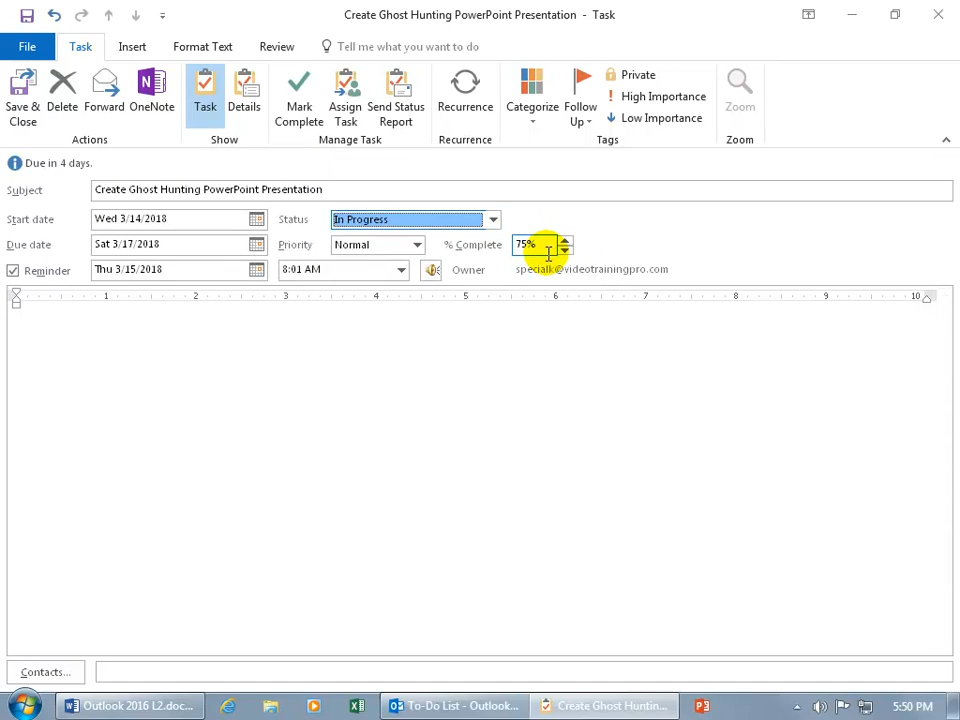 Create Ghost Hunting PowerPoint Presentation - Task
File Task Insert Format Text Review Tell me what you want to do
Save & Close Delete Forward OneNote Task Details Mark Complete Assign Task Send Status Report Recurrence Categorize Follow Up Private High Importance Low Importance Zoom
Actions Show Manage Task Recurrence Tags Zoom
Due in 4 days.
Subject Create Ghost Hunting PowerPoint Presentation
Start date Wed 3/14/2018 Status In Progress
Due date Sat 3/17/2018 Priority Normal % Complete 75%
Reminder Thu 3/15/2018 8:01 AM Owner specialk@videotrainingpro.com
1 2 3 4 5 6 7 8 9 10
Contacts...
Outlook 2016 L2.doc... To-Do List - Outlook... Create Ghost Huntin... 5:50 PM